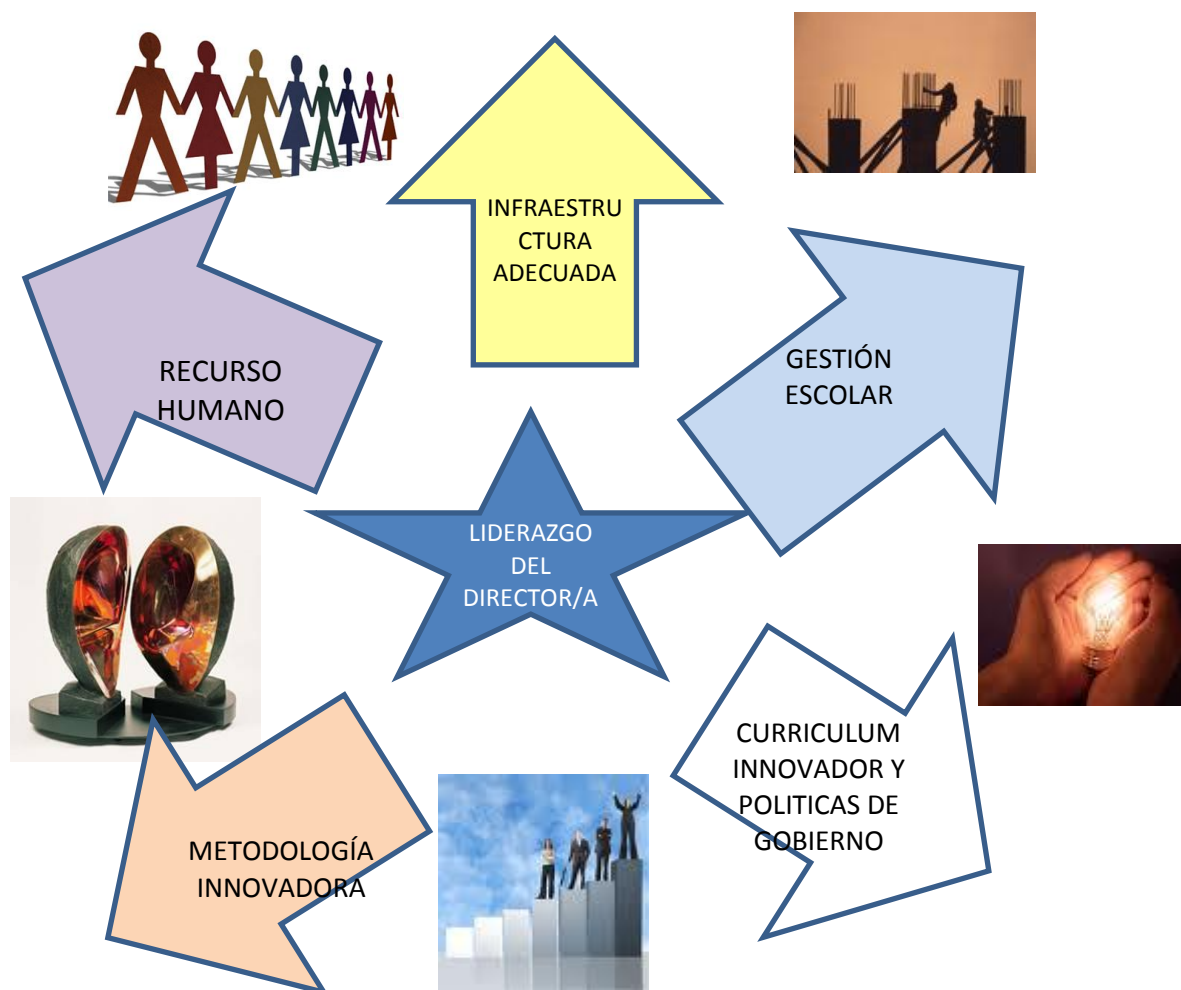 INFRAESTRU
CTURA
ADECUADA
RECURSO
HUMANO
GESTIÓN
ESCOLAR
LIDERAZGO
DEL
DIRECTOR/A
CURRICULUM
INNOVADOR Y
POLITICAS DE
GOBIERNO
METODOLOGÍA
INNOVADORA